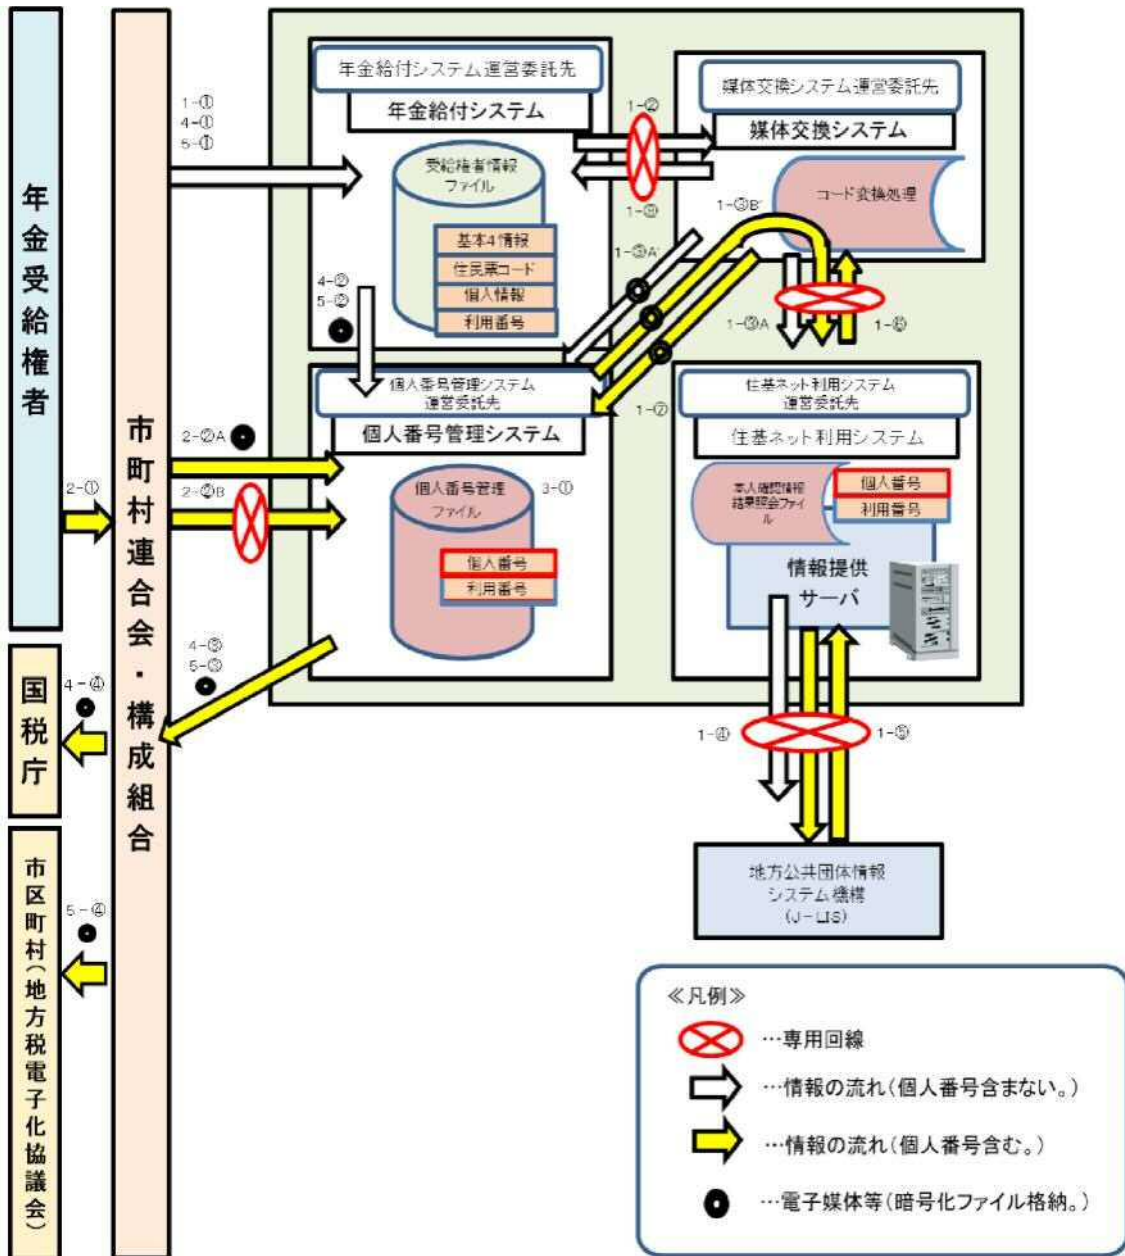 年金受給権者
国税庁
市区町村(地方税電子化協議会)
市町村連合会・構成組合
1-①
4-①
5-①
年金給付システム運営委託先
年金給付システム
受給権者情報
ファイル
基本4情報
住民票コード
個人情報
利用番号
1-②
媒体交換システム運営委託先
媒体交換システム
コード変換処理
1-③B
1-③A
1-③A
1-⑥
4-②
5-②
個人番号管理システム
運営委託先
個人番号管理システム
1-⑦
住基ネット利用システム
運営委託先
住基ネット利用システム
2-①
2-②A
2-②B
個人番号管理
ファイル
3-①
個人番号
利用番号
本人確認情報
結果照会ファイ
ル
個人番号
利用番号
情報提供
サーバ
4-③
5-③
4-④
5-④
1-④
1-⑤
地方公共団体情報
システム機構
(J-LIS)
≪凡例≫
…専用回線
…情報の流れ(個人番号含まない。)
…情報の流れ(個人番号含む。)
…電子媒体等(暗号化ファイル格納。)